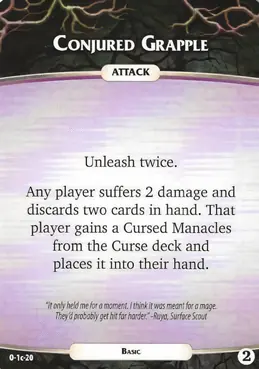 CONJURED GRAPPLE
ATTACK
Unleash twice.
Any player suffers 2 damage and
discards two cards in hand. That
player gains a Cursed Manacles
from the Curse deck and
places it into their hand.
"It only held me for a moment. I think it was meant for a mage.
They'd probably get hit far harder." –Raya, Surface Scout
BASIC
0-1c-20
2